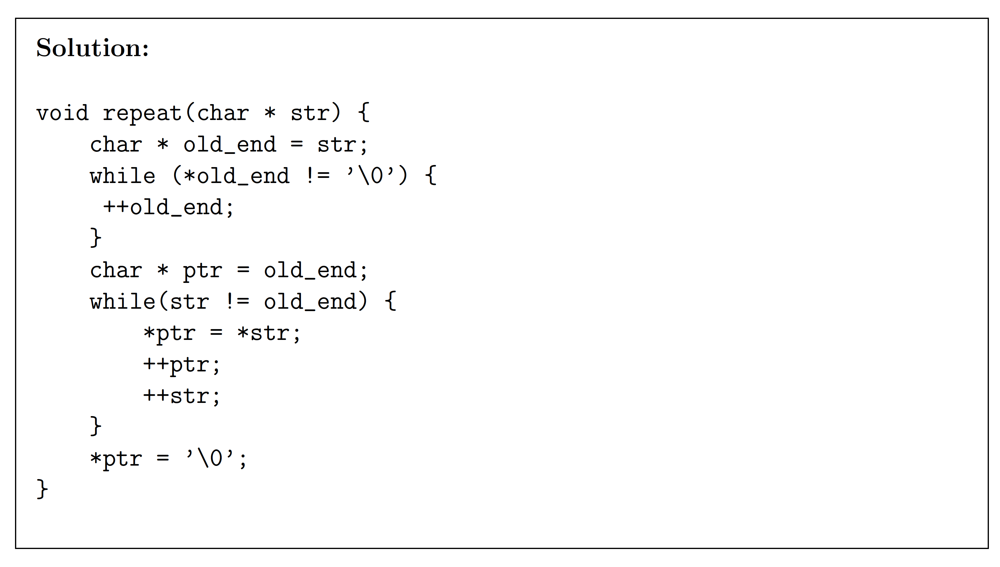 Solution:
void repeat(char * str) {
    char * old_end = str;
    while (*old_end != ’\0’) {
     ++old_end;
    }
    char * ptr = old_end;
    while(str != old_end) {
        *ptr = *str;
        ++ptr;
        ++str;
    }
    *ptr = ’\0’;
}